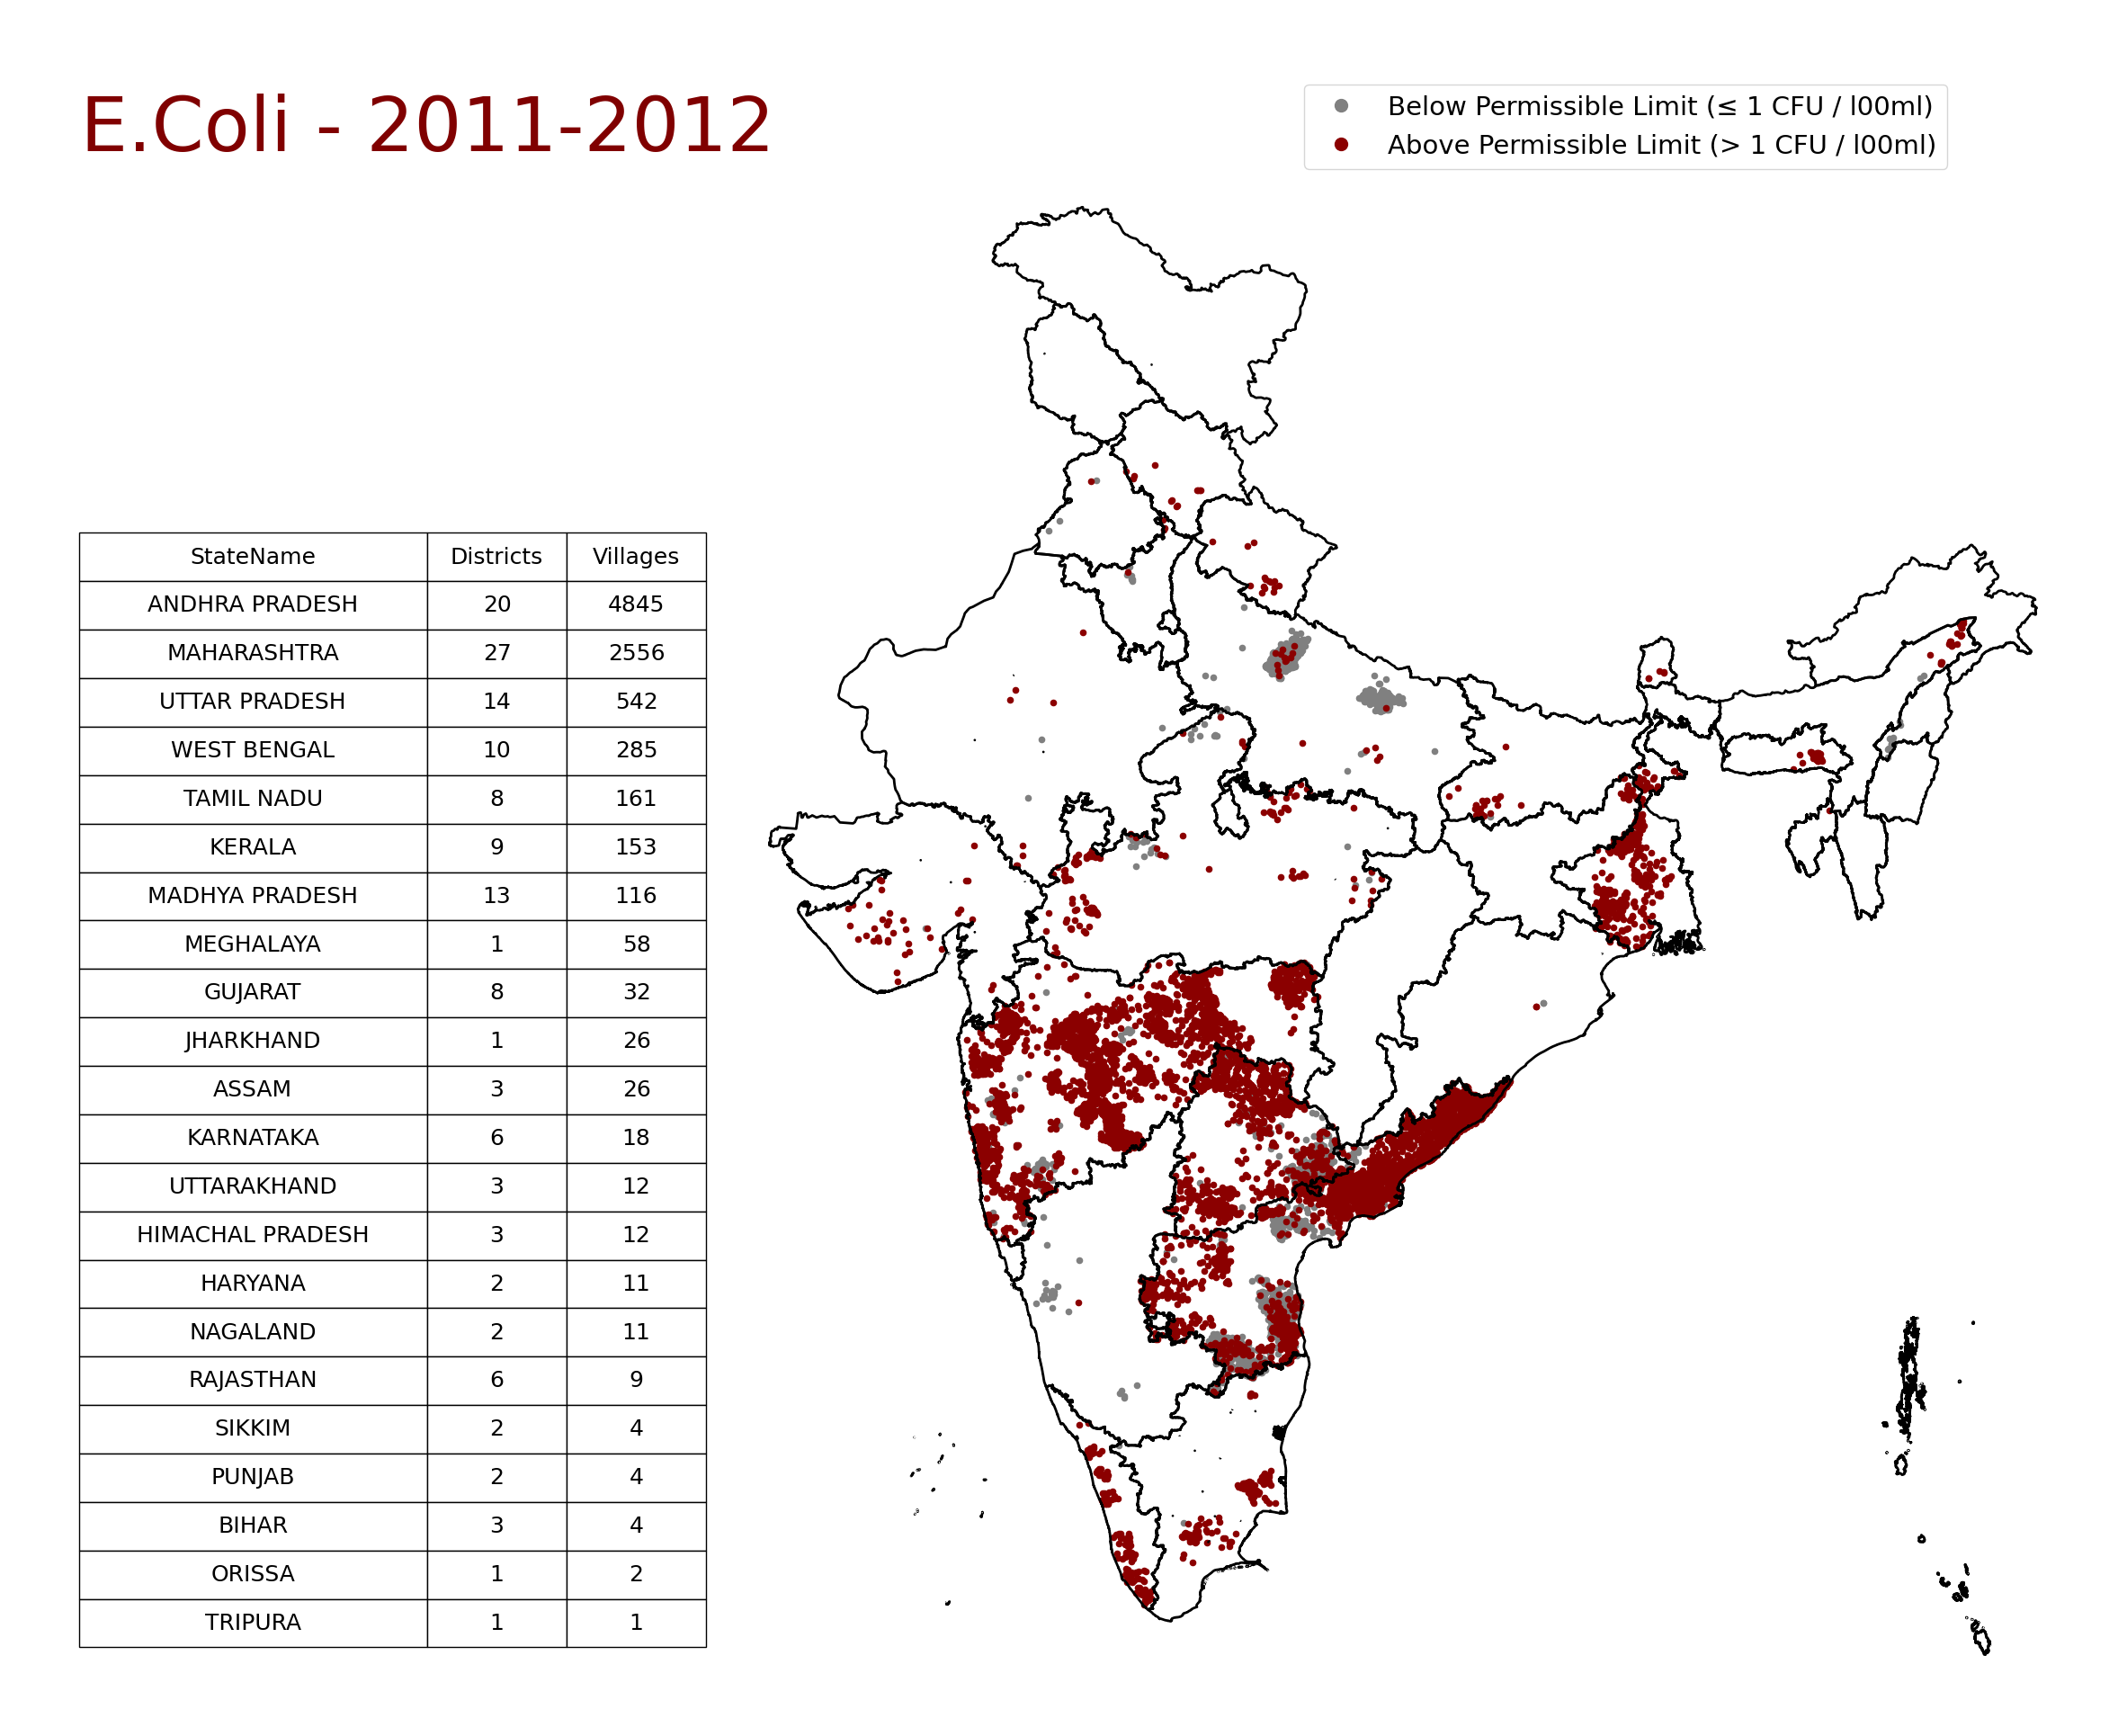 E.Coli - 2011-2012
Below Permissible Limit (≤ 1 CFU / l00ml)
Above Permissible Limit (> 1 CFU / l00ml)
StateName Districts Villages
ANDHRA PRADESH 20 4845
MAHARASHTRA 27 2556
UTTAR PRADESH 14 542
WEST BENGAL 10 285
TAMIL NADU 8 161
KERALA 9 153
MADHYA PRADESH 13 116
MEGHALAYA 1 58
GUJARAT 8 32
JHARKHAND 1 26
ASSAM 3 26
KARNATAKA 6 18
UTTARAKHAND 3 12
HIMACHAL PRADESH 3 12
HARYANA 2 11
NAGALAND 2 11
RAJASTHAN 6 9
SIKKIM 2 4
PUNJAB 2 4
BIHAR 3 4
ORISSA 1 2
TRIPURA 1 1